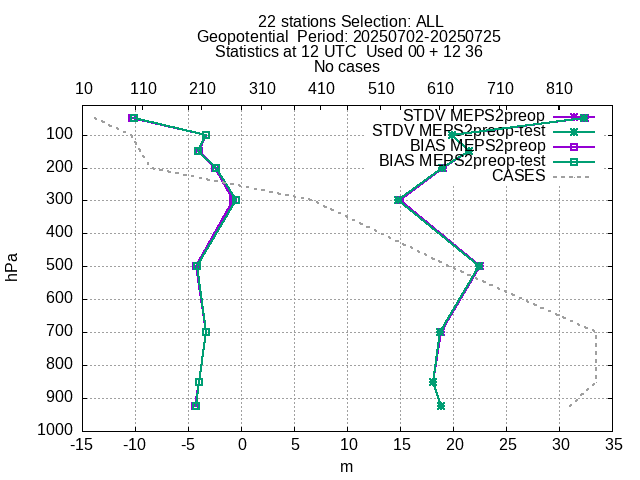 22 stations Selection: ALL
Geopotential  Period: 20250702-20250725
Statistics at 12 UTC  Used 00 + 12 36
No cases
10 110 210 310 410 510 610 710 810
STDV MEPS2preop
STDV MEPS2preop-test
BIAS MEPS2preop
BIAS MEPS2preop-test
CASES
100
200
300
400
500
600
700
800
900
1000
hPa
-15 -10 -5 0 5 10 15 20 25 30 35
m